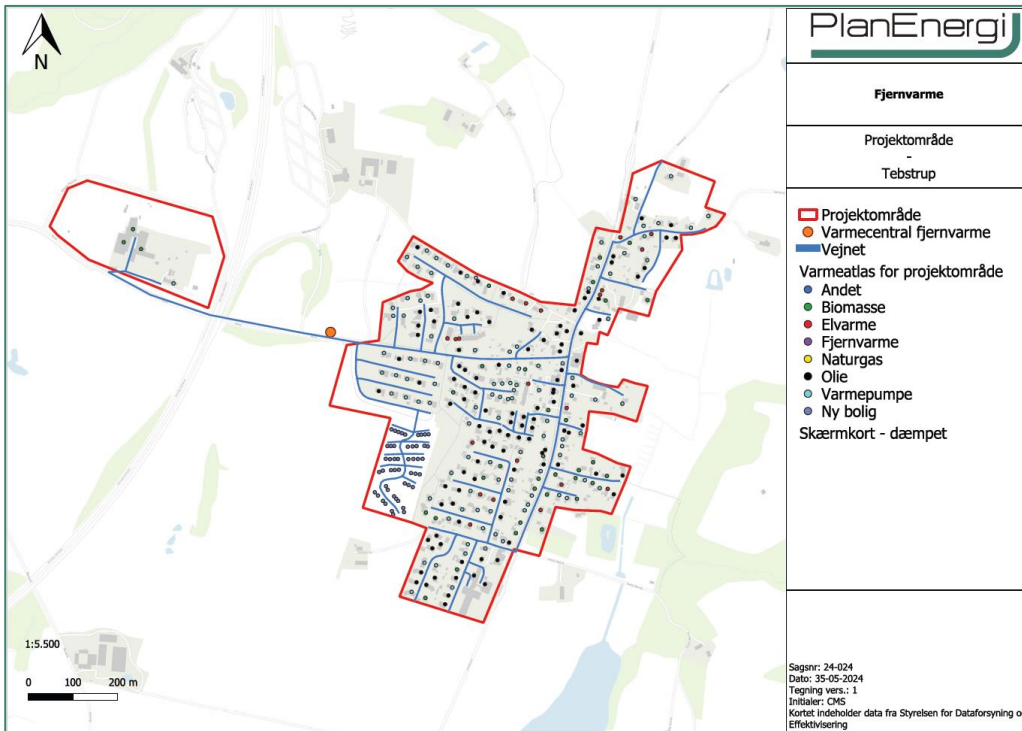 N
1:5.500
0 100 200 m
PlanEnergi
Fjernvarme
Projektområde
-
Tebstrup
Projektområde
Varmecentral fjernvarme
Vejnet
Varmeatlas for projektområde
Andet
Biomasse
Elvarme
Fjernvarme
Naturgas
Olie
Varmepumpe
Ny bolig
Skærmkort - dæmpet
Sagsnr: 24-024
Dato: 35-05-2024
Tegning vers.: 1
Initialer: CMS
Kortet indeholder data fra Styrelsen for Dataforsyning o
Effektivisering